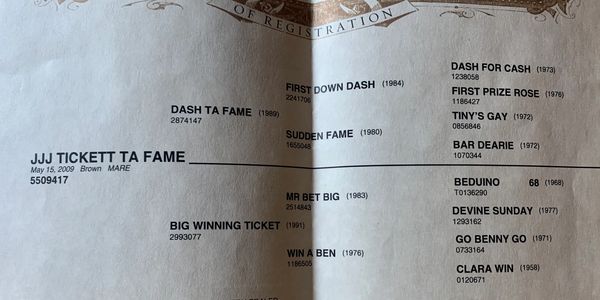 OF REGISTRATION
DASH FOR CASH (1973)
1238058
FIRST DOWN DASH (1984)
2241706
FIRST PRIZE ROSE (1976)
1186427
DASH TA FAME (1989)
2874147
TINY'S GAY (1972)
0856846
SUDDEN FAME (1980)
1655048
BAR DEARIE (1972)
1070344
JJJ TICKETT TA FAME
May 15, 2009 Brown MARE
5509417
BEDUINO 68 (1968)
T0136290
MR BET BIG (1983)
2514843
DEVINE SUNDAY (1977)
1293162
BIG WINNING TICKET (1991)
2993077
GO BENNY GO (1971)
0733164
WIN A BEN (1976)
1186505
CLARA WIN (1958)
0120671